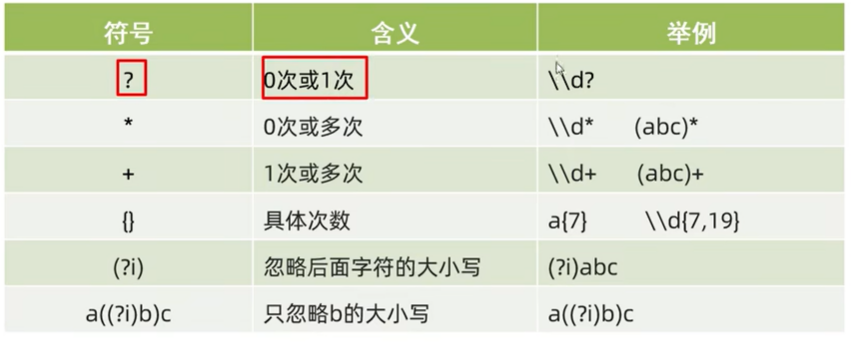 符号 含义 举例
? 0次或1次 \\d?
* 0次或多次 \\d* (abc)*
+ 1次或多次 \\d+ (abc)+
{} 具体次数 a{7} \\d{7,19}
(?i) 忽略后面字符的大小写 (?i)abc
a((?i)b)c 只忽略b的大小写 a((?i)b)c